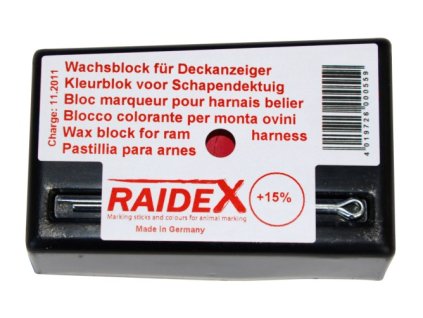 Wachsblock für Deckanzeiger
Kleurblok voor Schapendektuig
Bloc marqueur pour harnais belier
Blocco colorante per monta ovini
Wax block for ram harness
Pastillia para arnes
Charge: 11.2011
4019726000559
RAIDEX
+15%
Marking sticks and colours for animal marking
Made in Germany